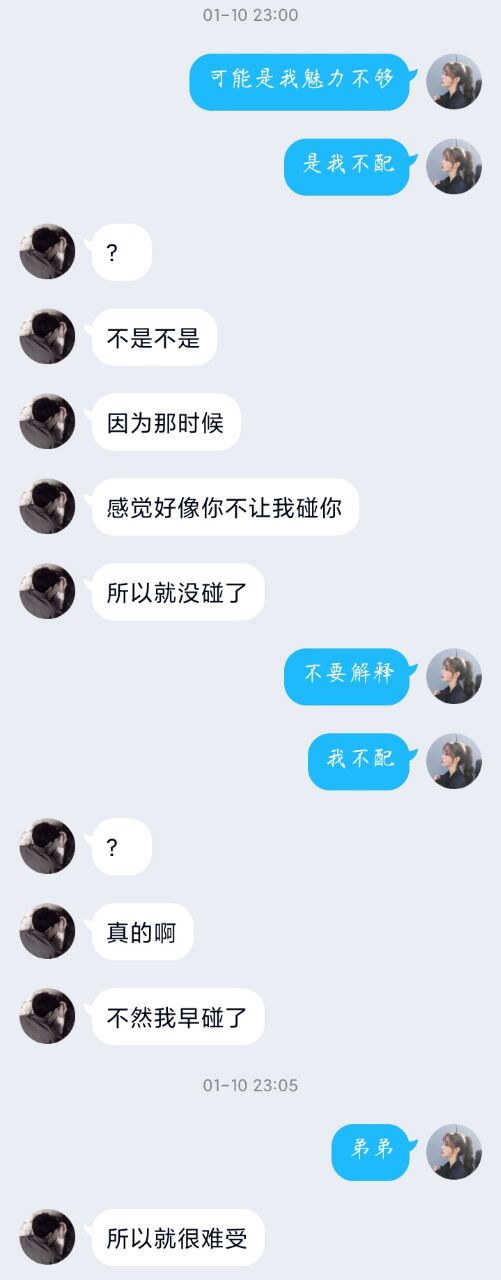 01-10 23:00
可能是我魅力不够
是我不配
?
不是不是
因为那时候
感觉好像你不让我碰你
所以就没碰了
不要解释
我不配
?
真的啊
不然我早碰了
01-10 23:05
弟弟
所以就很难受